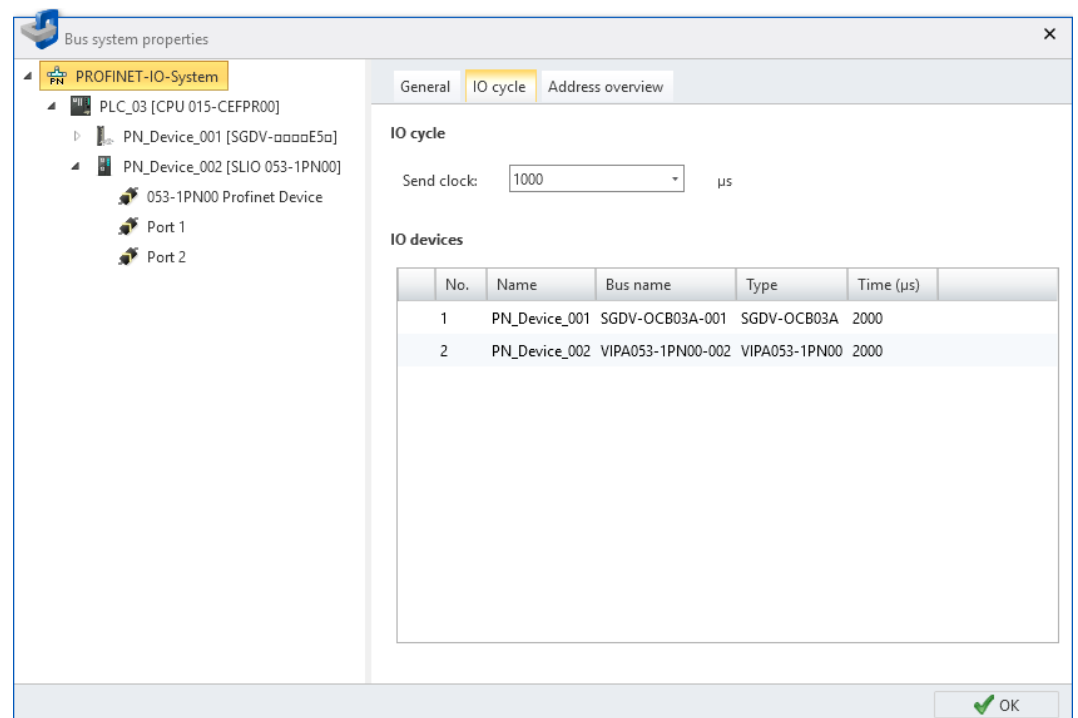 Bus system properties
PROFINET-IO-System
PLC_03 [CPU 015-CEFPR00]
PN_Device_001 [SGDV-□□□□E5□]
PN_Device_002 [SLIO 053-1PN00]
053-1PN00 Profinet Device
Port 1
Port 2
General IO cycle Address overview
IO cycle
Send clock: 1000 µs
IO devices
No. Name Bus name Type Time (µs)
1 PN_Device_001 SGDV-OCB03A-001 SGDV-OCB03A 2000
2 PN_Device_002 VIPA053-1PN00-002 VIPA053-1PN00 2000
OK